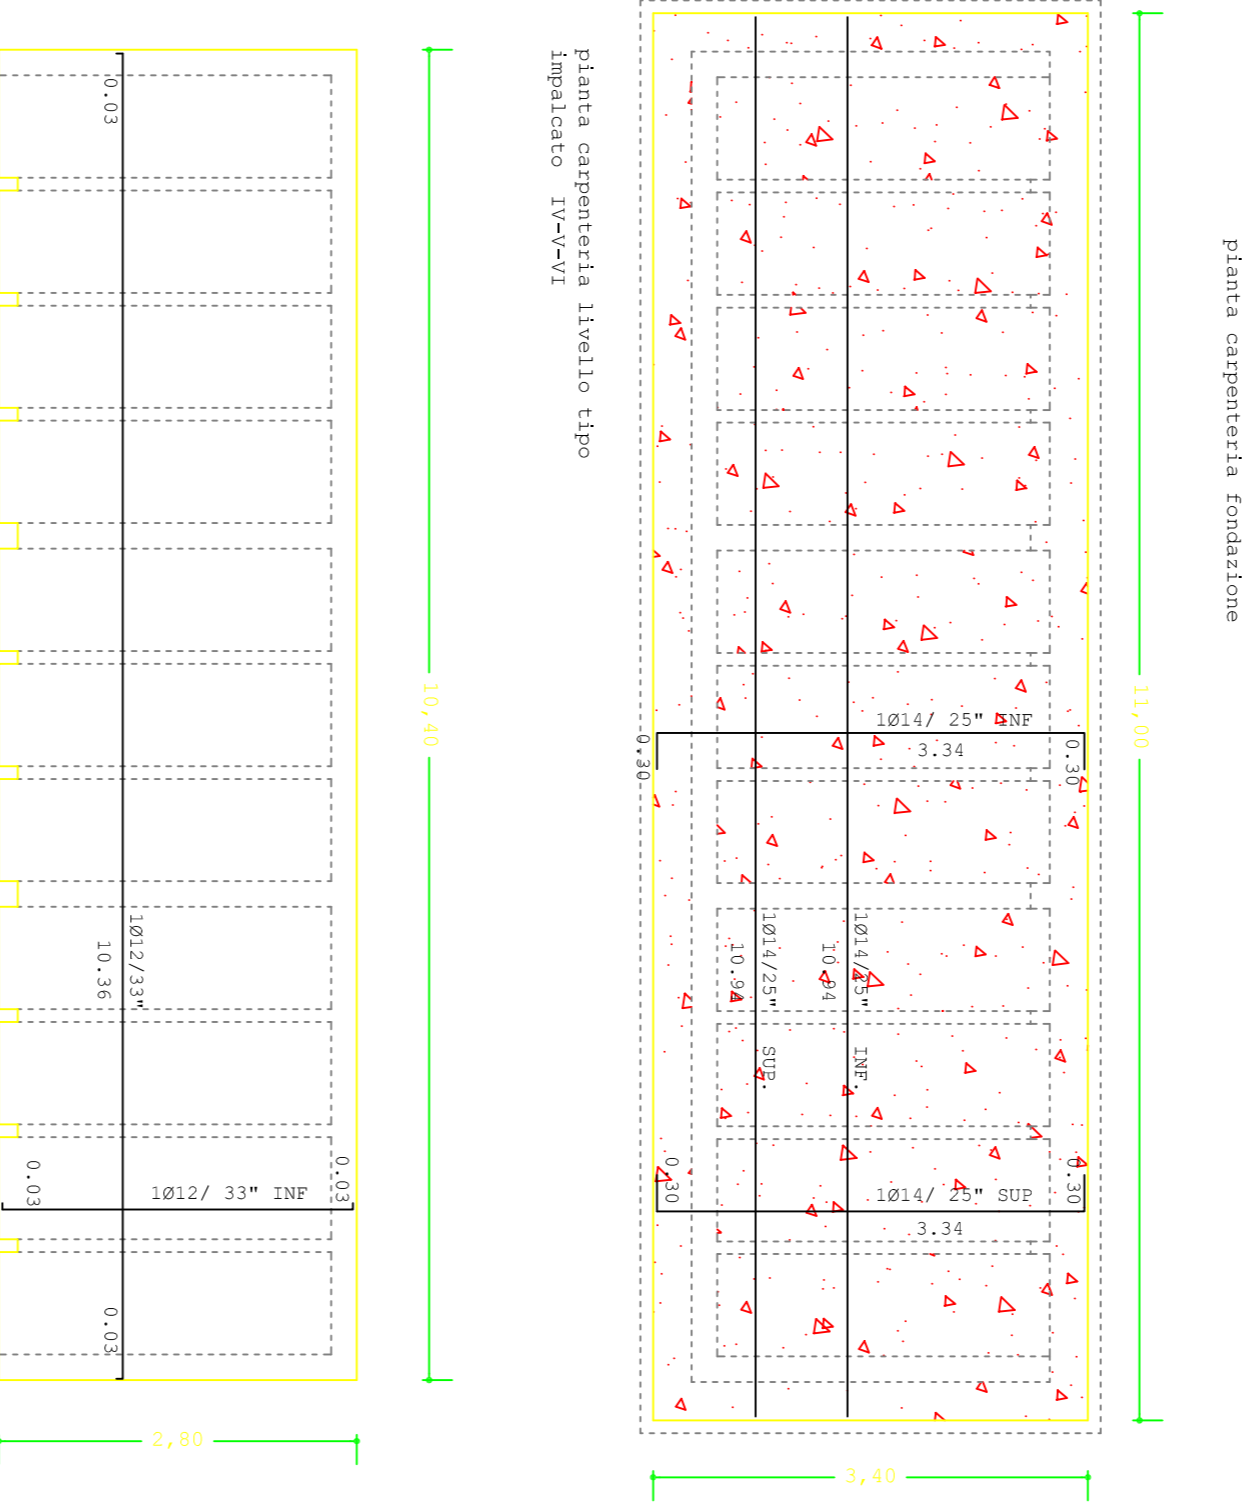 pianta carpenteria fondazione
11,00
3,40
1Ø14/ 25" INF
3.34
0.30
0.30
1Ø14/25" INF.
10.94
1Ø14/25" SUP.
10.94
1Ø14/ 25" SUP
3.34
0.30
0.30
pianta carpenteria livello tipo
impalcato IV-V-VI
10,40
2,80
0.03
1Ø12/33"
10.36
0.03
1Ø12/ 33" INF
0.03
0.03